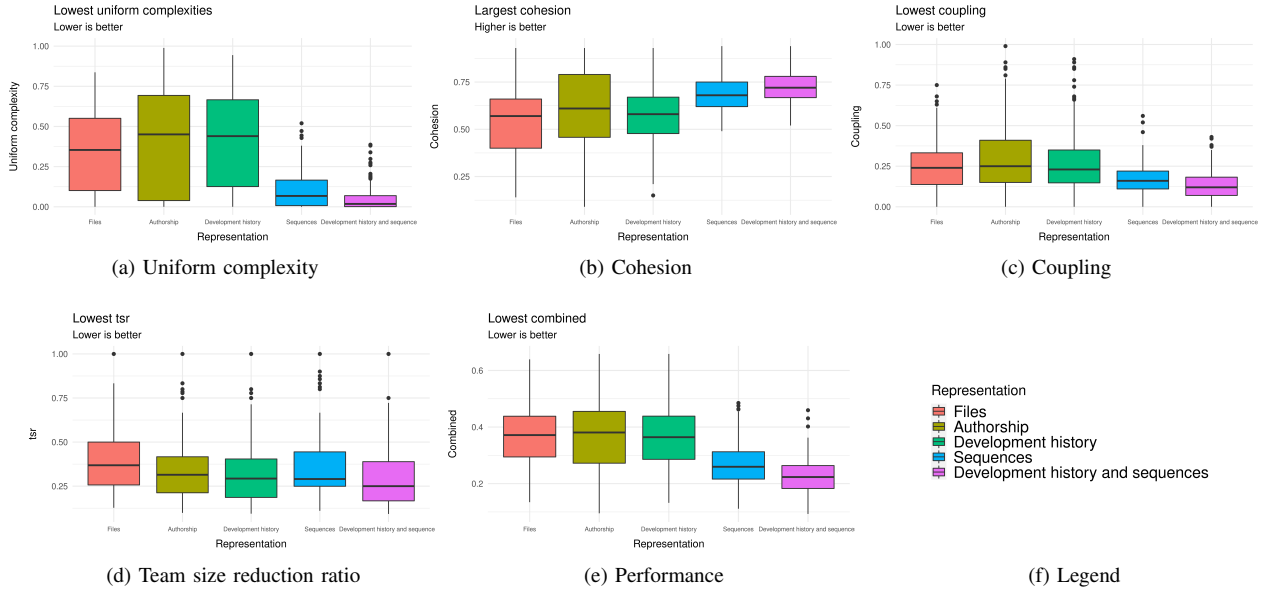 Lowest uniform complexities
Lower is better
1.00
0.75
0.50
0.25
0.00
Uniform complexity
Files
Authorship
Development history
Sequences
Development history and sequence
Representation
(a) Uniform complexity
Largest cohesion
Higher is better
0.75
0.50
0.25
Cohesion
Files
Authorship
Development history
Sequences
Development history and sequence
Representation
(b) Cohesion
Lowest coupling
Lower is better
1.00
0.75
0.50
0.25
0.00
Coupling
Files
Authorship
Development history
Sequences
Development history and sequence
Representation
(c) Coupling
Lowest tsr
Lower is better
1.00
0.75
0.50
0.25
tsr
Files
Authorship
Development history
Sequences
Development history and sequence
Representation
(d) Team size reduction ratio
Lowest combined
Lower is better
0.6
0.4
0.2
Combined
Files
Authorship
Development history
Sequences
Development history and sequence
Representation
(e) Performance
Representation
Files
Authorship
Development history
Sequences
Development history and sequences
(f) Legend